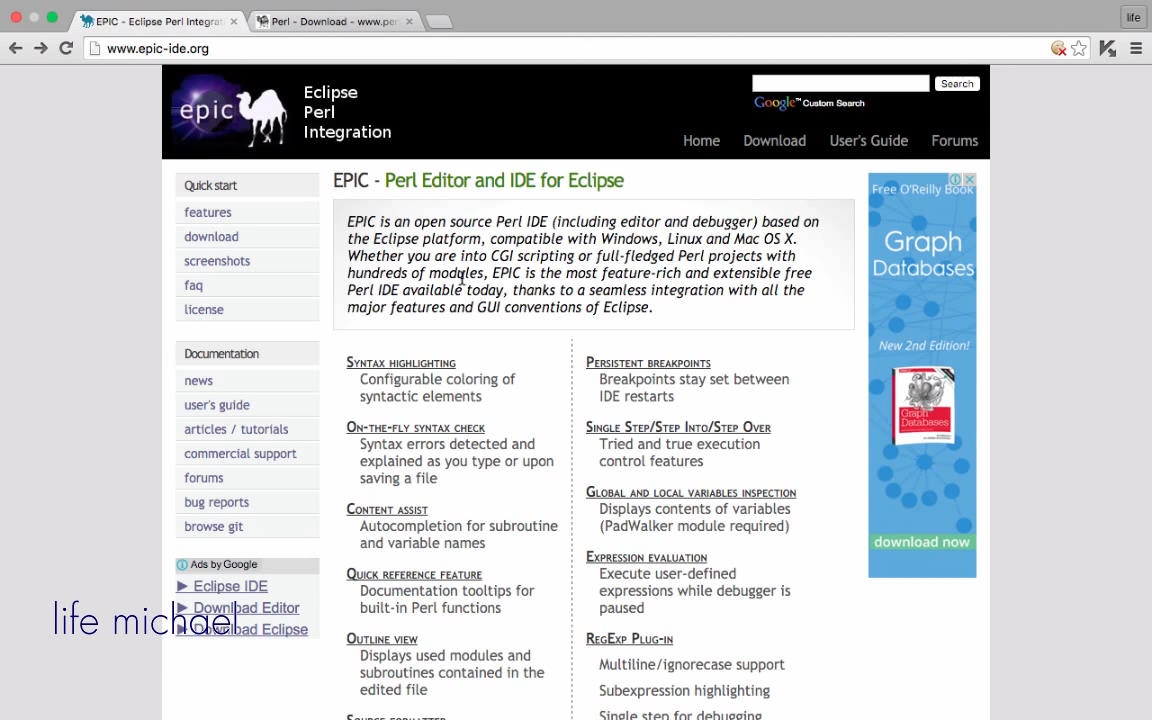 EPIC - Eclipse Perl Integrat
Perl - Download - www.per
life
www.epic-ide.org
epic
Eclipse
Perl
Integration
Search
Google™ Custom Search
Home Download User's Guide Forums
Quick start
features
download
screenshots
faq
license
Documentation
news
user's guide
articles / tutorials
commercial support
forums
bug reports
browse git
Ads by Google
Eclipse IDE
Download Editor
Download Eclipse
life michael
EPIC - Perl Editor and IDE for Eclipse
EPIC is an open source Perl IDE (including editor and debugger) based on
the Eclipse platform, compatible with Windows, Linux and Mac OS X.
Whether you are into CGI scripting or full-fledged Perl projects with
hundreds of modules, EPIC is the most feature-rich and extensible free
Perl IDE available today, thanks to a seamless integration with all the
major features and GUI conventions of Eclipse.
Syntax highlighting
Configurable coloring of
syntactic elements
On-the-fly syntax check
Syntax errors detected and
explained as you type or upon
saving a file
Content assist
Autocompletion for subroutine
and variable names
Quick reference feature
Documentation tooltips for
built-in Perl functions
Outline view
Displays used modules and
subroutines contained in the
edited file
Source formatter
Persistent breakpoints
Breakpoints stay set between
IDE restarts
Single Step/Step Into/Step Over
Tried and true execution
control features
Global and local variables inspection
Displays contents of variables
(PadWalker module required)
Expression evaluation
Execute user-defined
expressions while debugger is
paused
RegExp Plug-in
Multiline/ignorecase support
Subexpression highlighting
Single step for debugging
Free O'Reilly Book
Graph
Databases
New 2nd Edition!
Graph
Databases
download now